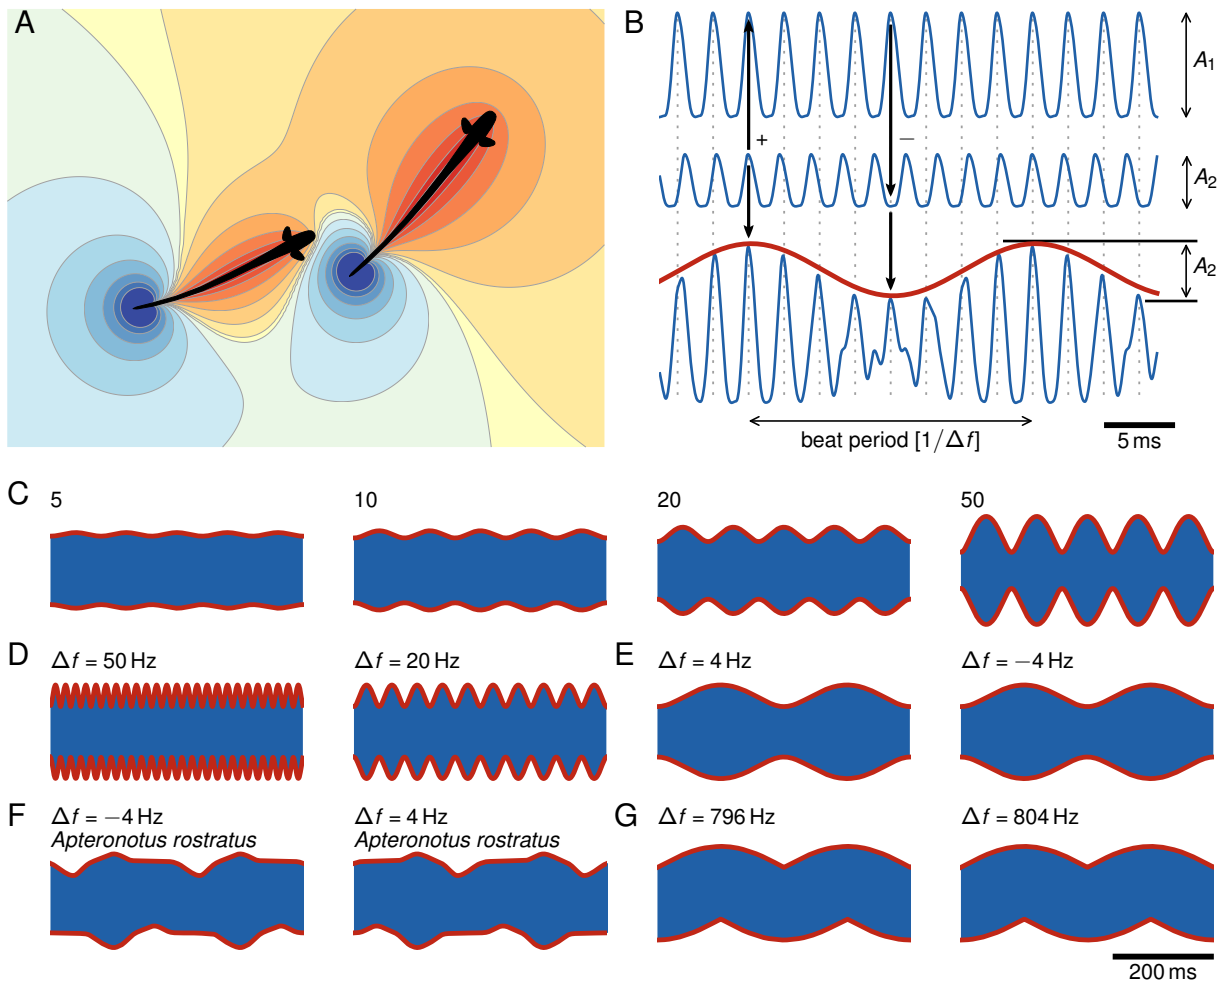 A
B
A₁
+
−
A₂
A₂
beat period [1/Δf]
5 ms
C
5
10
20
50
D
Δf = 50 Hz
Δf = 20 Hz
E
Δf = 4 Hz
Δf = −4 Hz
F
Δf = −4 Hz
Apteronotus rostratus
Δf = 4 Hz
Apteronotus rostratus
G
Δf = 796 Hz
Δf = 804 Hz
200 ms